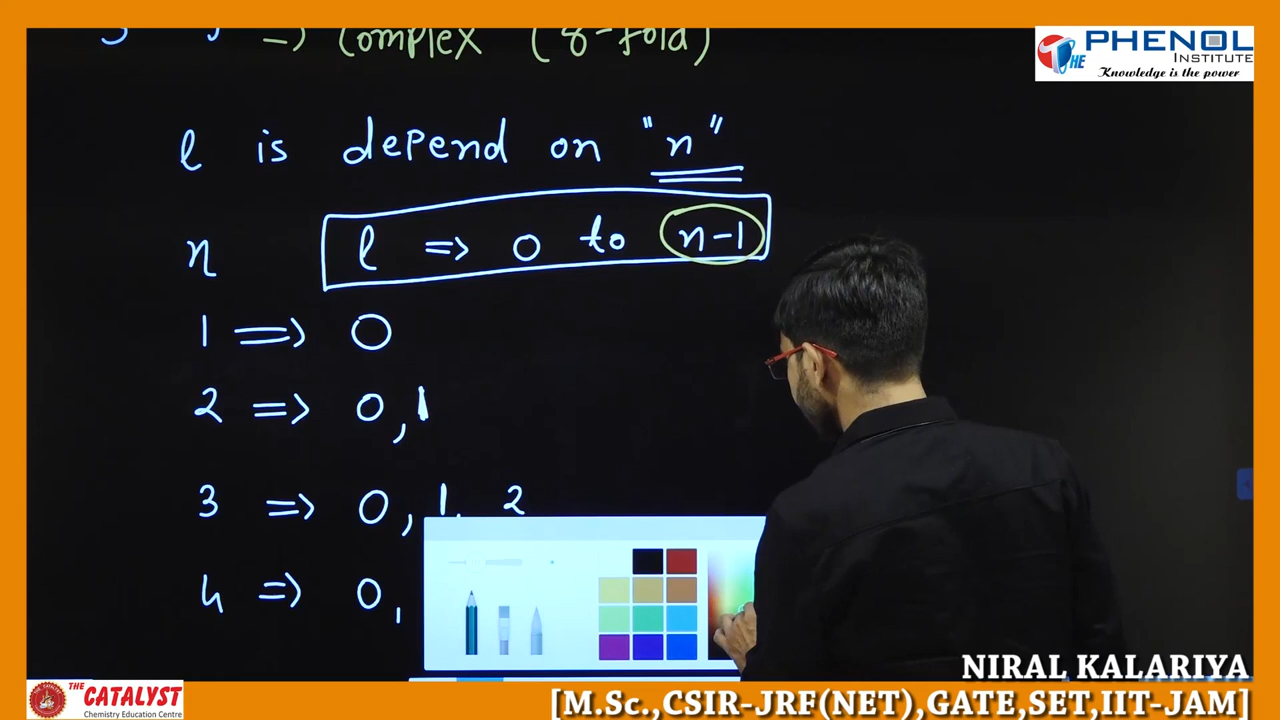 => Complex (8-fold)
PHENOL
THE
INSTITUTE
Knowledge is the power
l is depend on "n"
n l => 0 to n-1
1 => 0
2 => 0, 1
3 => 0, 1, 2
4 => 0,
NIRAL KALARIYA
THE CATALYST
Chemistry Education Centre
[M.Sc.,CSIR-JRF(NET),GATE,SET,IIT-JAM]